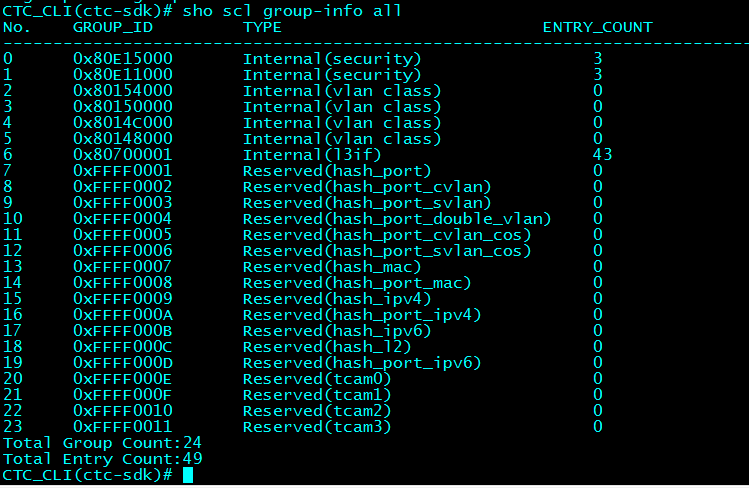 CTC_CLI(ctc-sdk)# sho scl group-info all
No. GROUP_ID TYPE ENTRY_COUNT
--------------------------------------------------------------------------
0 0x80E15000 Internal(security) 3
1 0x80E11000 Internal(security) 3
2 0x80154000 Internal(vlan class) 0
3 0x80150000 Internal(vlan class) 0
4 0x8014C000 Internal(vlan class) 0
5 0x80148000 Internal(vlan class) 0
6 0x80700001 Internal(l3if) 43
7 0xFFFF0001 Reserved(hash_port) 0
8 0xFFFF0002 Reserved(hash_port_cvlan) 0
9 0xFFFF0003 Reserved(hash_port_svlan) 0
10 0xFFFF0004 Reserved(hash_port_double_vlan) 0
11 0xFFFF0005 Reserved(hash_port_cvlan_cos) 0
12 0xFFFF0006 Reserved(hash_port_svlan_cos) 0
13 0xFFFF0007 Reserved(hash_mac) 0
14 0xFFFF0008 Reserved(hash_port_mac) 0
15 0xFFFF0009 Reserved(hash_ipv4) 0
16 0xFFFF000A Reserved(hash_port_ipv4) 0
17 0xFFFF000B Reserved(hash_ipv6) 0
18 0xFFFF000C Reserved(hash_l2) 0
19 0xFFFF000D Reserved(hash_port_ipv6) 0
20 0xFFFF000E Reserved(tcam0) 0
21 0xFFFF000F Reserved(tcam1) 0
22 0xFFFF0010 Reserved(tcam2) 0
23 0xFFFF0011 Reserved(tcam3) 0
Total Group Count:24
Total Entry Count:49
CTC_CLI(ctc-sdk)#